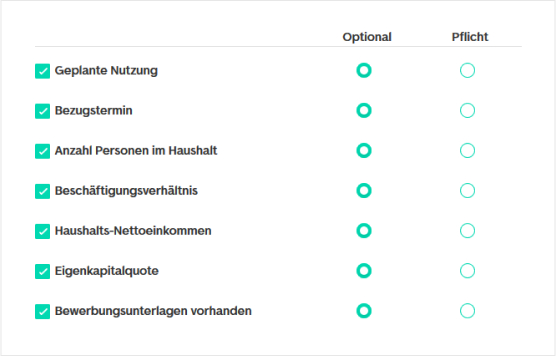 Optional Pflicht
Geplante Nutzung
Bezugstermin
Anzahl Personen im Haushalt
Beschäftigungsverhältnis
Haushalts-Nettoeinkommen
Eigenkapitalquote
Bewerbungsunterlagen vorhanden